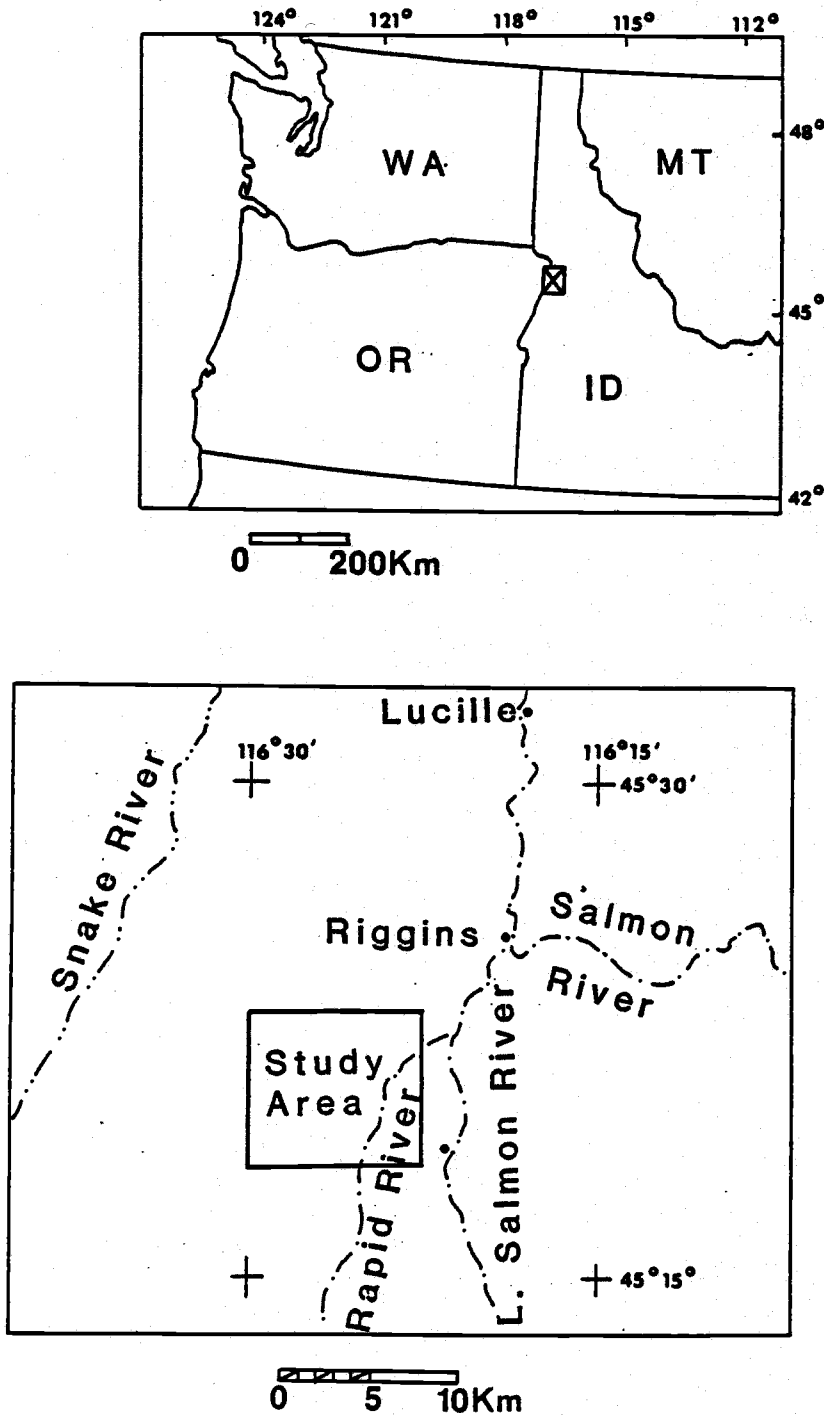 124° 121° 118° 115° 112°
48°
WA MT
45°
OR
ID
42°
0 200Km
Lucille
116°30' 116°15'
45°30'
Snake River
Salmon
Riggins
River
Study
Area
L. Salmon River
Rapid River
45°15°
0 5 10Km